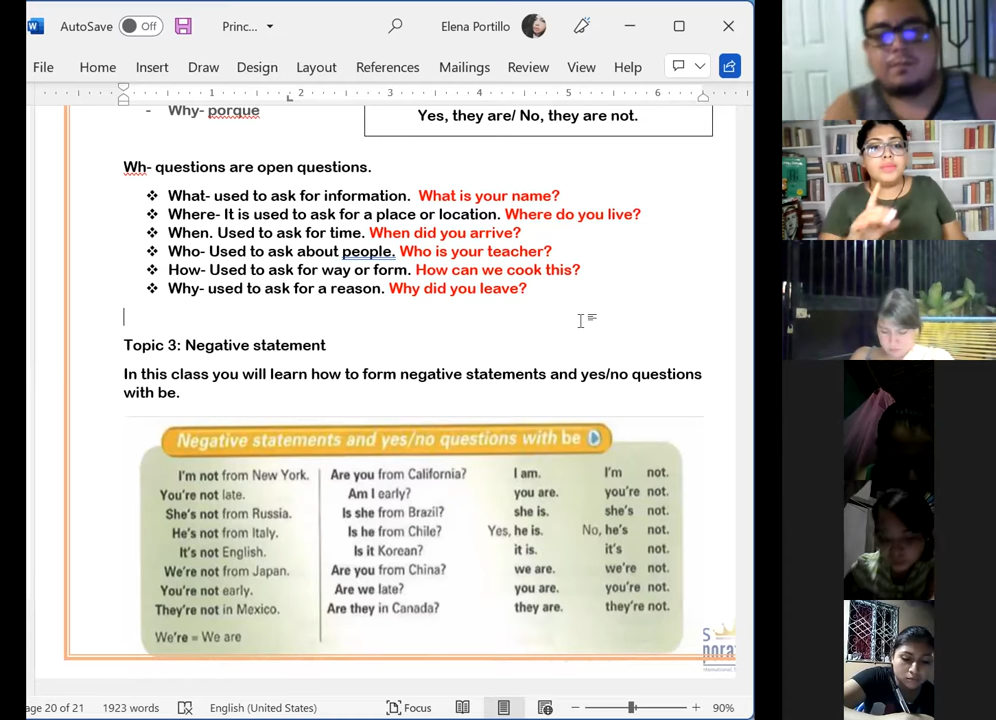 AutoSave Off Princ... Elena Portillo
File Home Insert Draw Design Layout References Mailings Review View Help
1 2 3 4 5 6
- Why- porque
Yes, they are/ No, they are not.
Wh- questions are open questions.
❖ What- used to ask for information. What is your name?
❖ Where- It is used to ask for a place or location. Where do you live?
❖ When. Used to ask for time. When did you arrive?
❖ Who- Used to ask about people. Who is your teacher?
❖ How- Used to ask for way or form. How can we cook this?
❖ Why- used to ask for a reason. Why did you leave?
Topic 3: Negative statement
In this class you will learn how to form negative statements and yes/no questions
with be.
Negative statements and yes/no questions with be
I'm not from New York. Are you from California? I am. I'm not.
You're not late. Am I early? you are. you're not.
She's not from Russia. Is she from Brazil? she is. she's not.
He's not from Italy. Is he from Chile? Yes, he is. No, he's not.
It's not English. Is it Korean? it is. it's not.
We're not from Japan. Are you from China? we are. we're not.
You're not early. Are we late? you are. you're not.
They're not in Mexico. Are they in Canada? they are. they're not.
We're = We are
age 20 of 21 1923 words English (United States) Focus 90%